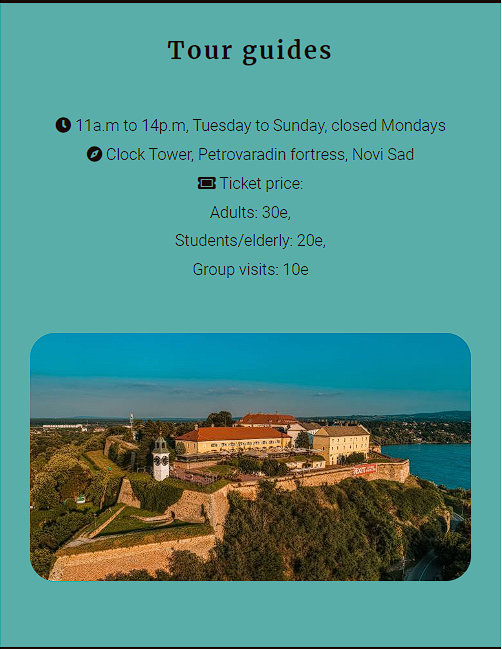 Tour guides
11a.m to 14p.m, Tuesday to Sunday, closed Mondays
Clock Tower, Petrovaradin fortress, Novi Sad
Ticket price:
Adults: 30e,
Students/elderly: 20e,
Group visits: 10e